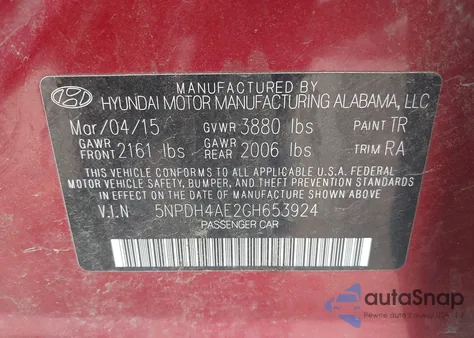 MANUFACTURED BY
HYUNDAI MOTOR MANUFACTURING ALABAMA, LLC
Mar/04/15 GVWR 3880 lbs PAINT TR
GAWR FRONT 2161 lbs GAWR REAR 2006 lbs TRIM RA
THIS VEHICLE CONFORMS TO ALL APPLICABLE U.S.A FEDERAL
MOTOR VEHICLE SAFETY, BUMPER, AND THEFT PREVENTION STANDARDS
IN EFFECT ON THE DATE OF MANUFACTURE SHOWN ABOVE.
V.I.N 5NPDH4AE2GH653924
PASSENGER CAR
autoSnap
Pewne auta z